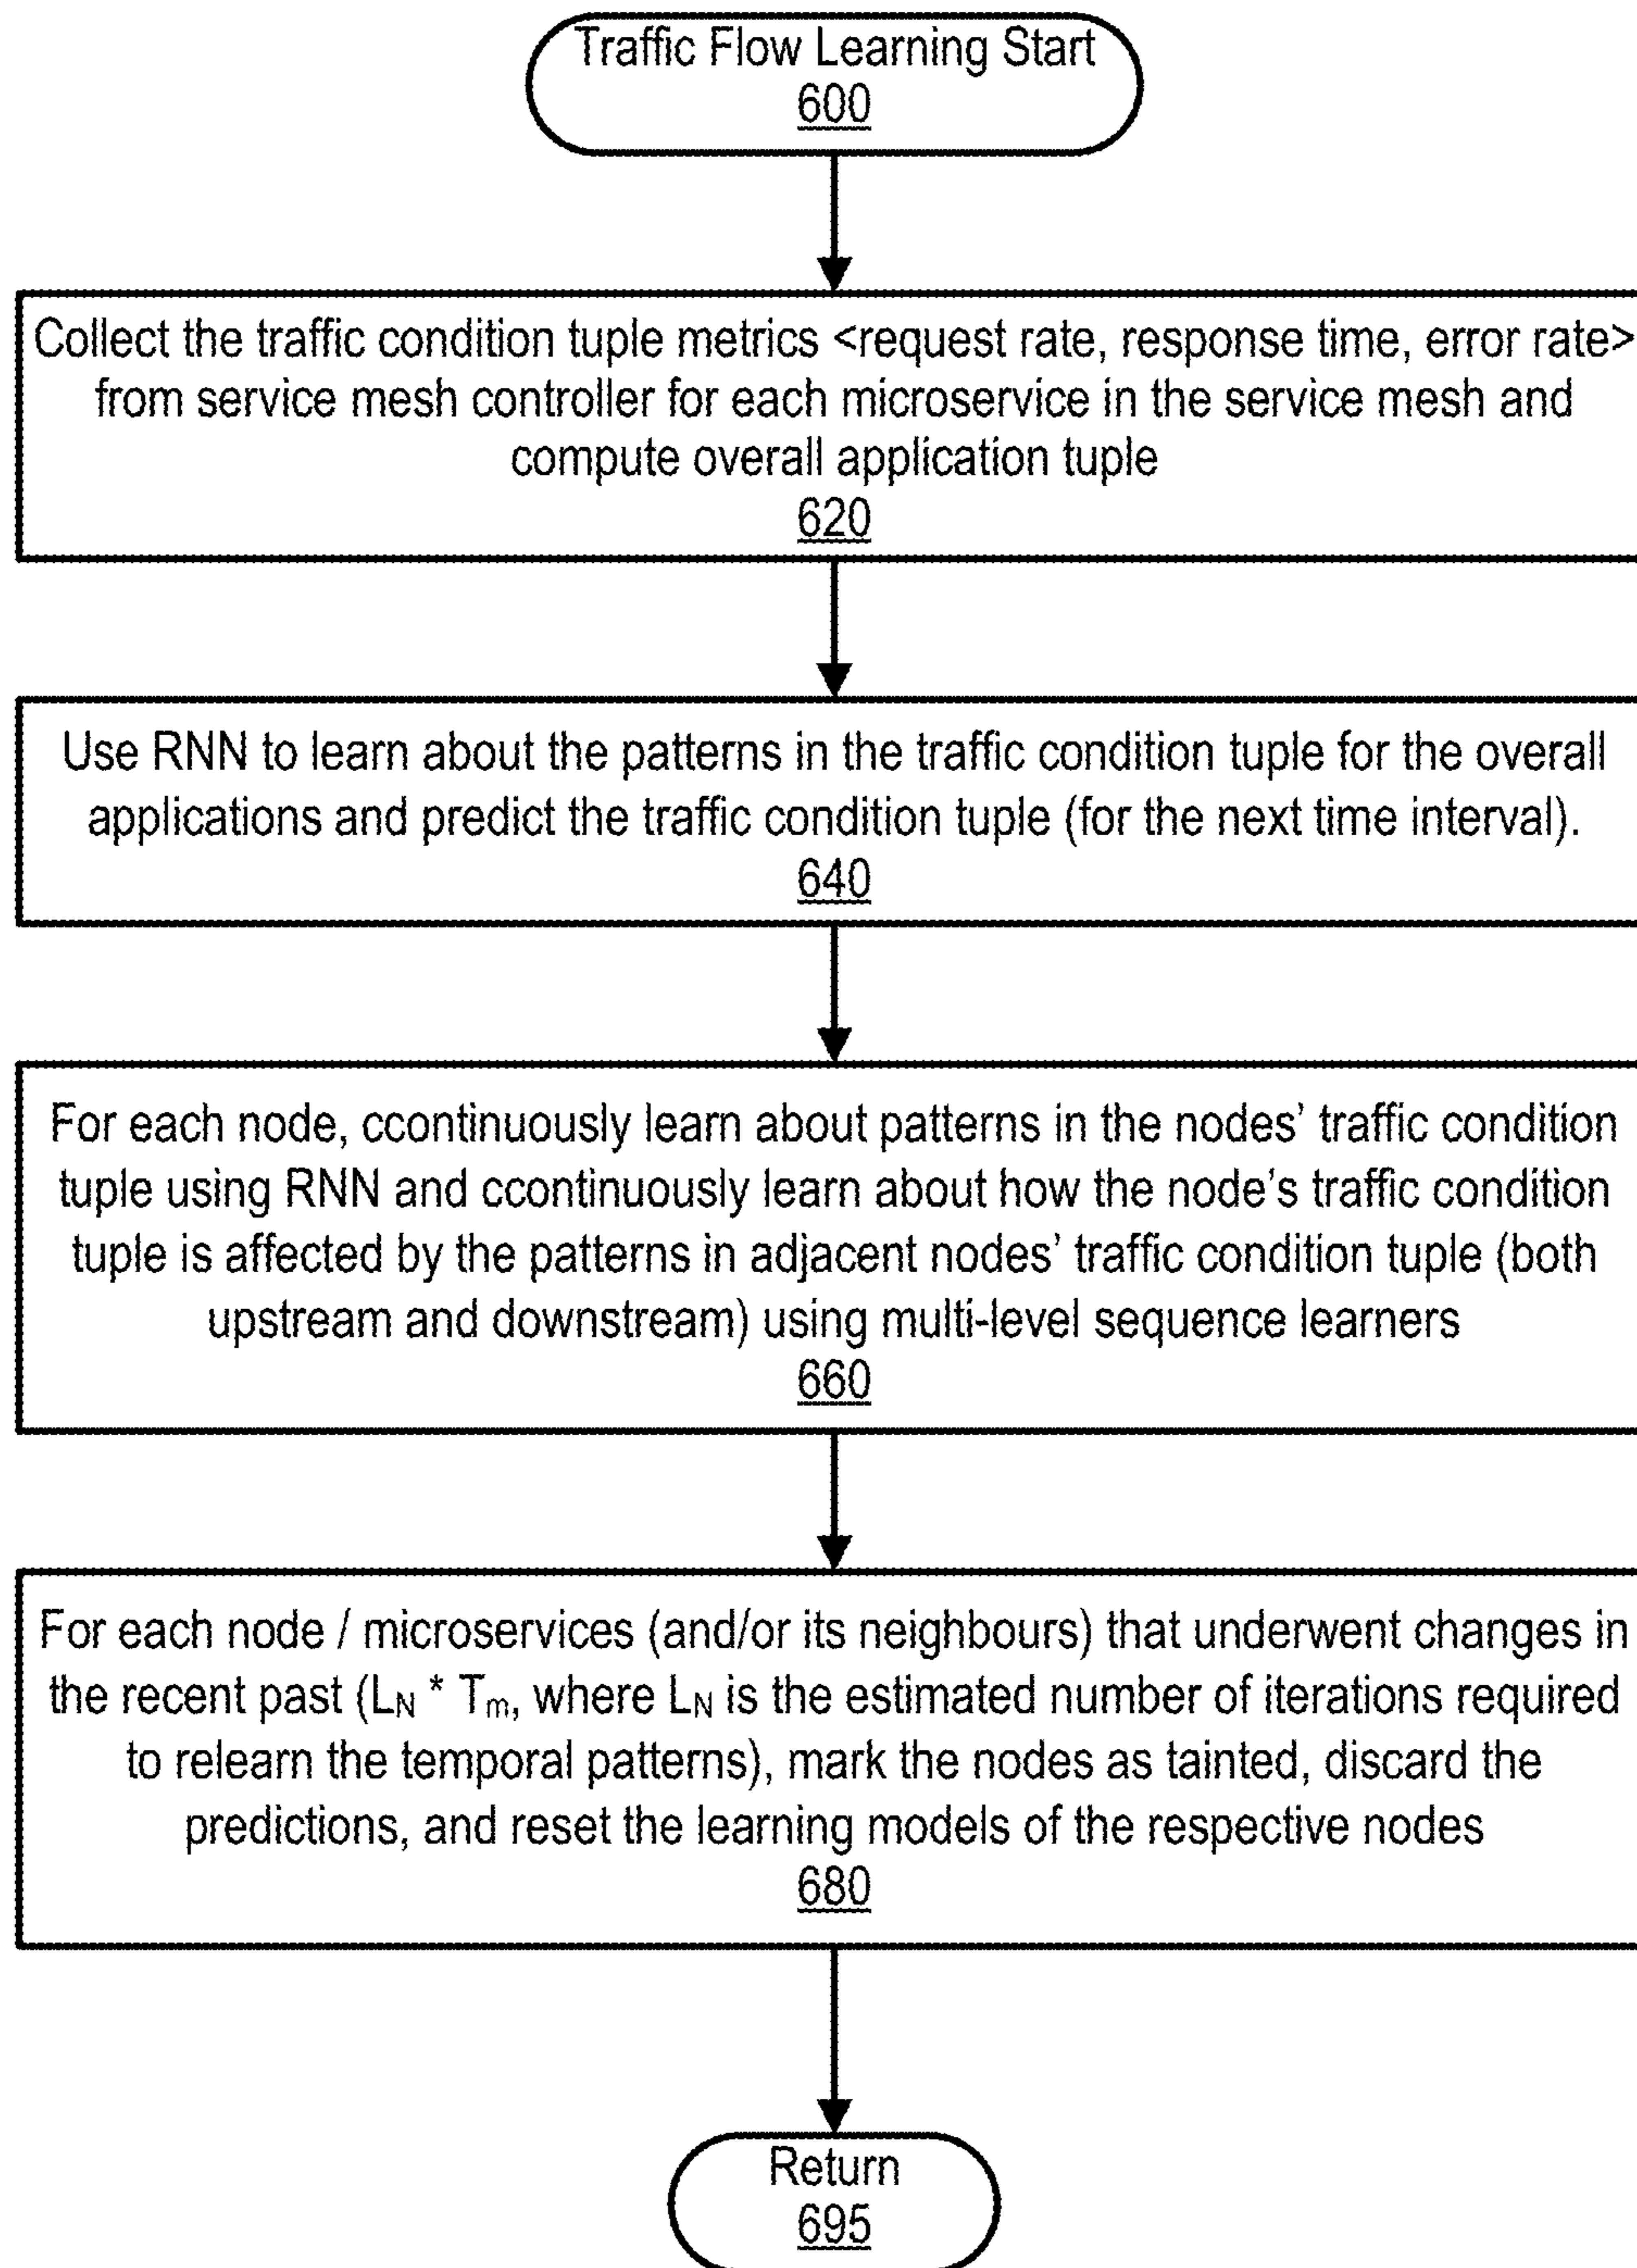 Traffic Flow Learning Start
600
Collect the traffic condition tuple metrics <request rate, response time, error rate>
from service mesh controller for each microservice in the service mesh and
compute overall application tuple
620
Use RNN to learn about the patterns in the traffic condition tuple for the overall
applications and predict the traffic condition tuple (for the next time interval).
640
For each node, ccontinuously learn about patterns in the nodes’ traffic condition
tuple using RNN and ccontinuously learn about how the node’s traffic condition
tuple is affected by the patterns in adjacent nodes’ traffic condition tuple (both
upstream and downstream) using multi-level sequence learners
660
For each node / microservices (and/or its neighbours) that underwent changes in
the recent past (L_N * T_m, where L_N is the estimated number of iterations required
to relearn the temporal patterns), mark the nodes as tainted, discard the
predictions, and reset the learning models of the respective nodes
680
Return
695